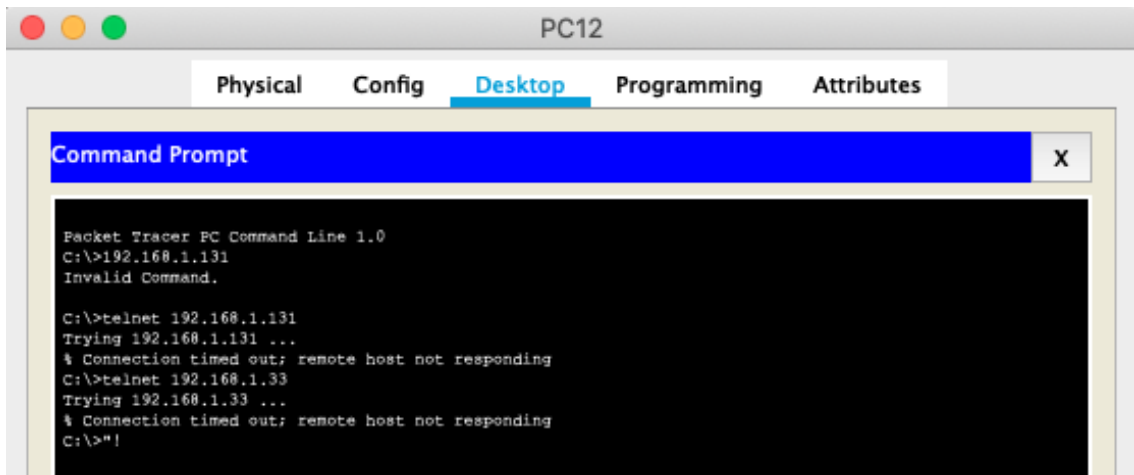 PC12
Physical Config Desktop Programming Attributes
Command Prompt X
Packet Tracer PC Command Line 1.0
C:\>192.168.1.131
Invalid Command.
C:\>telnet 192.168.1.131
Trying 192.168.1.131 ...
% Connection timed out; remote host not responding
C:\>telnet 192.168.1.33
Trying 192.168.1.33 ...
% Connection timed out; remote host not responding
C:\>"!